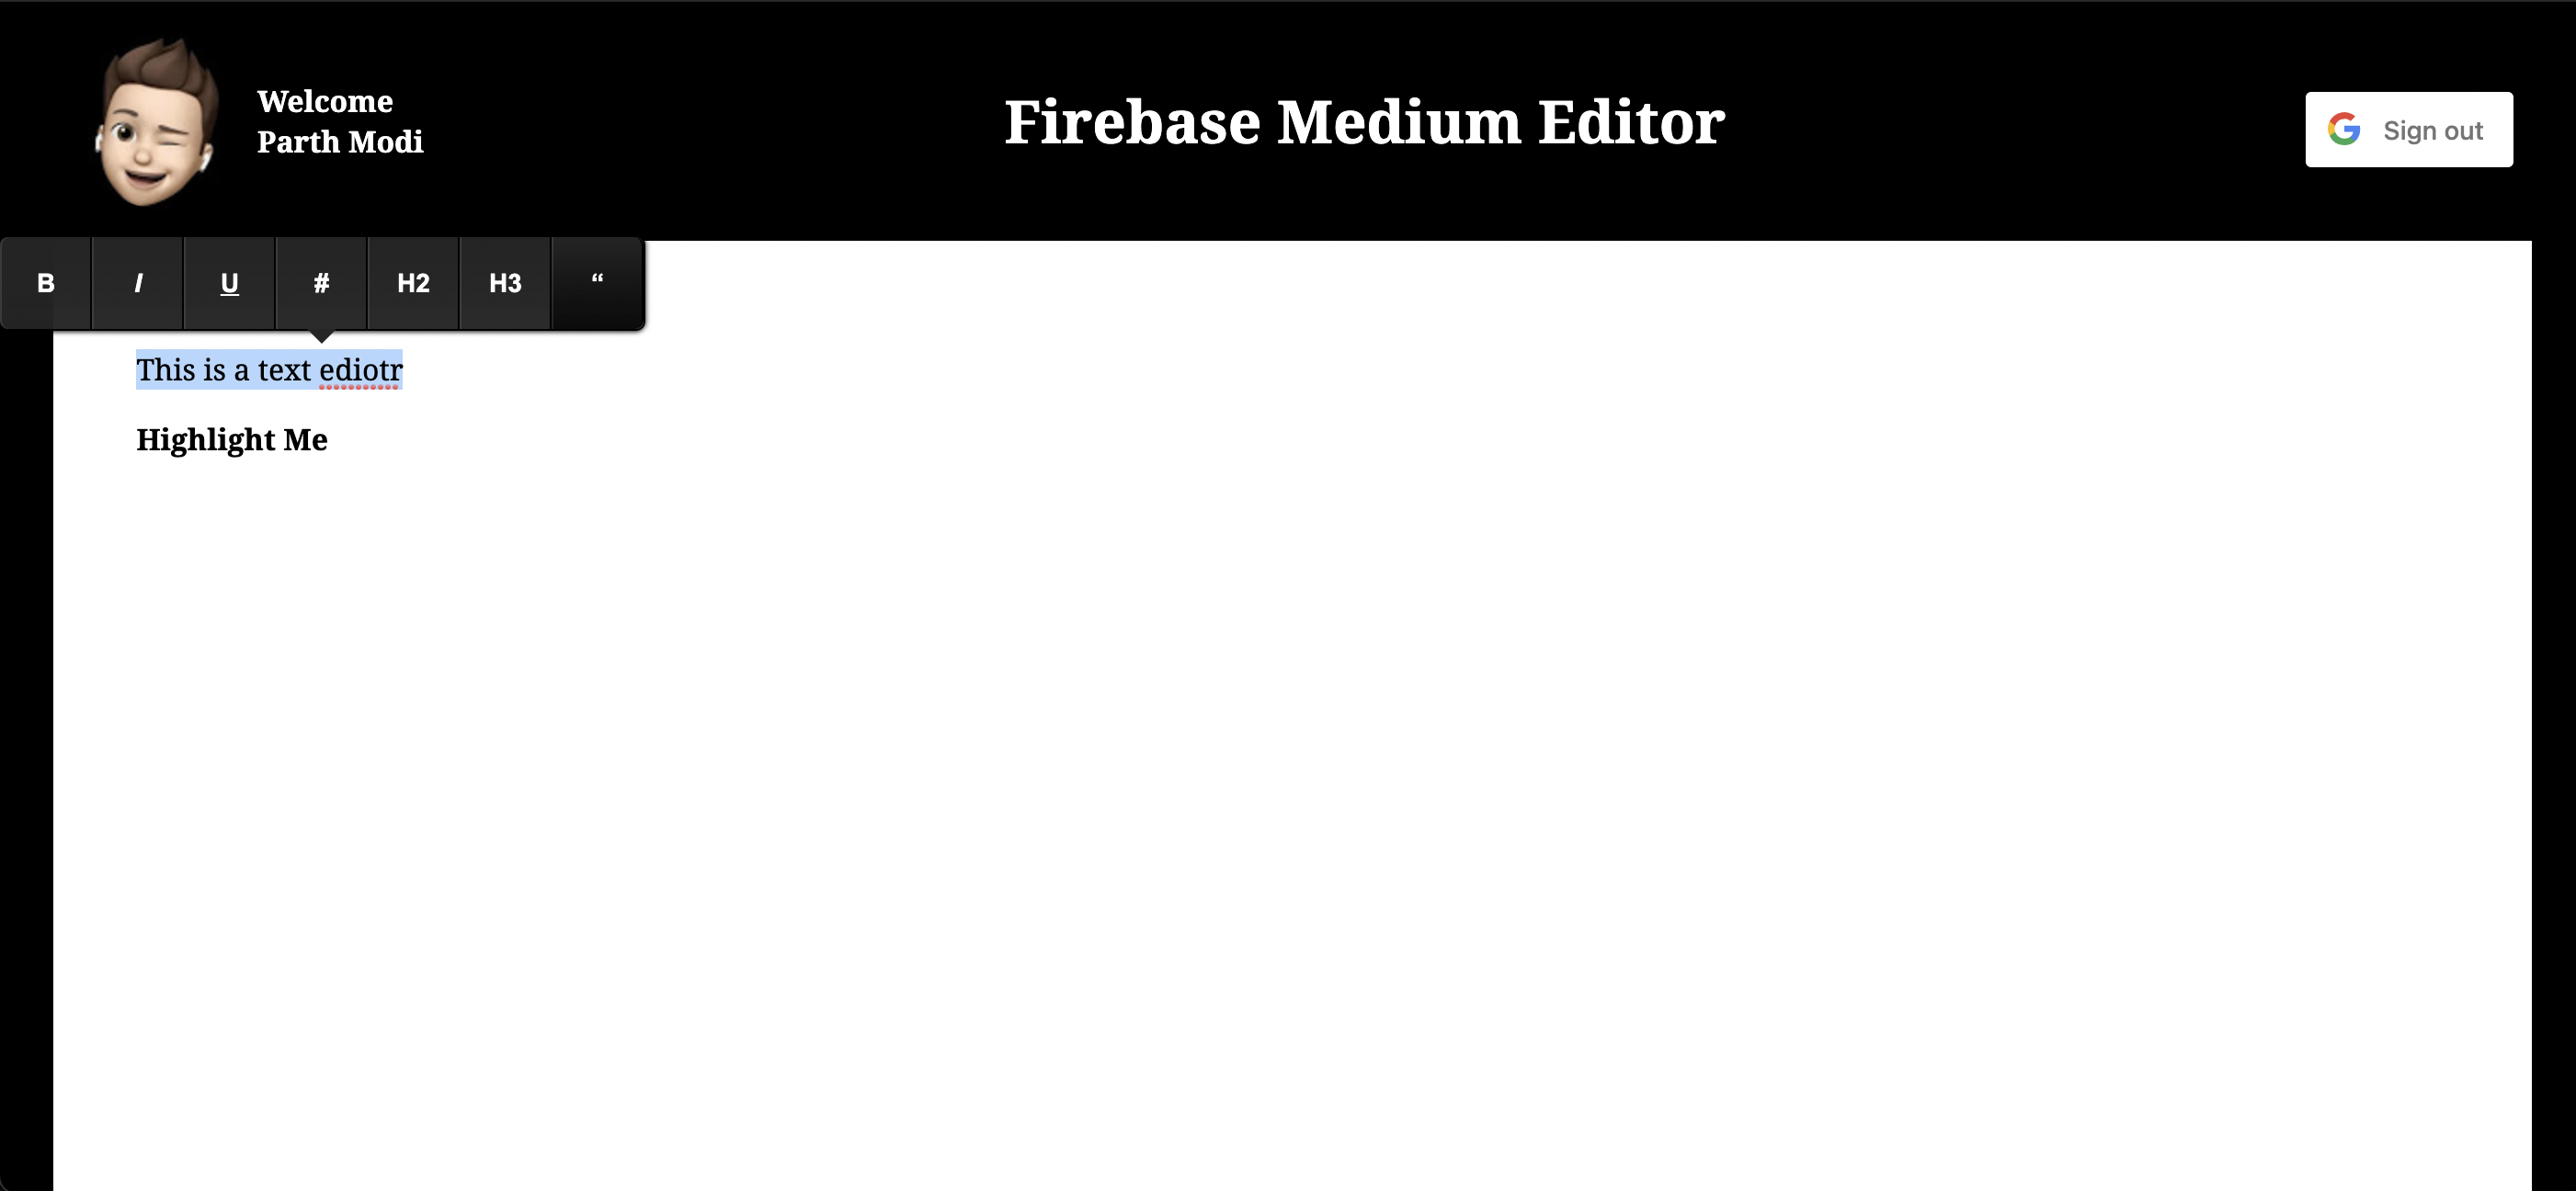 Welcome
Parth Modi
Firebase Medium Editor
Sign out
B I U # H2 H3 “
This is a text ediotr
Highlight Me